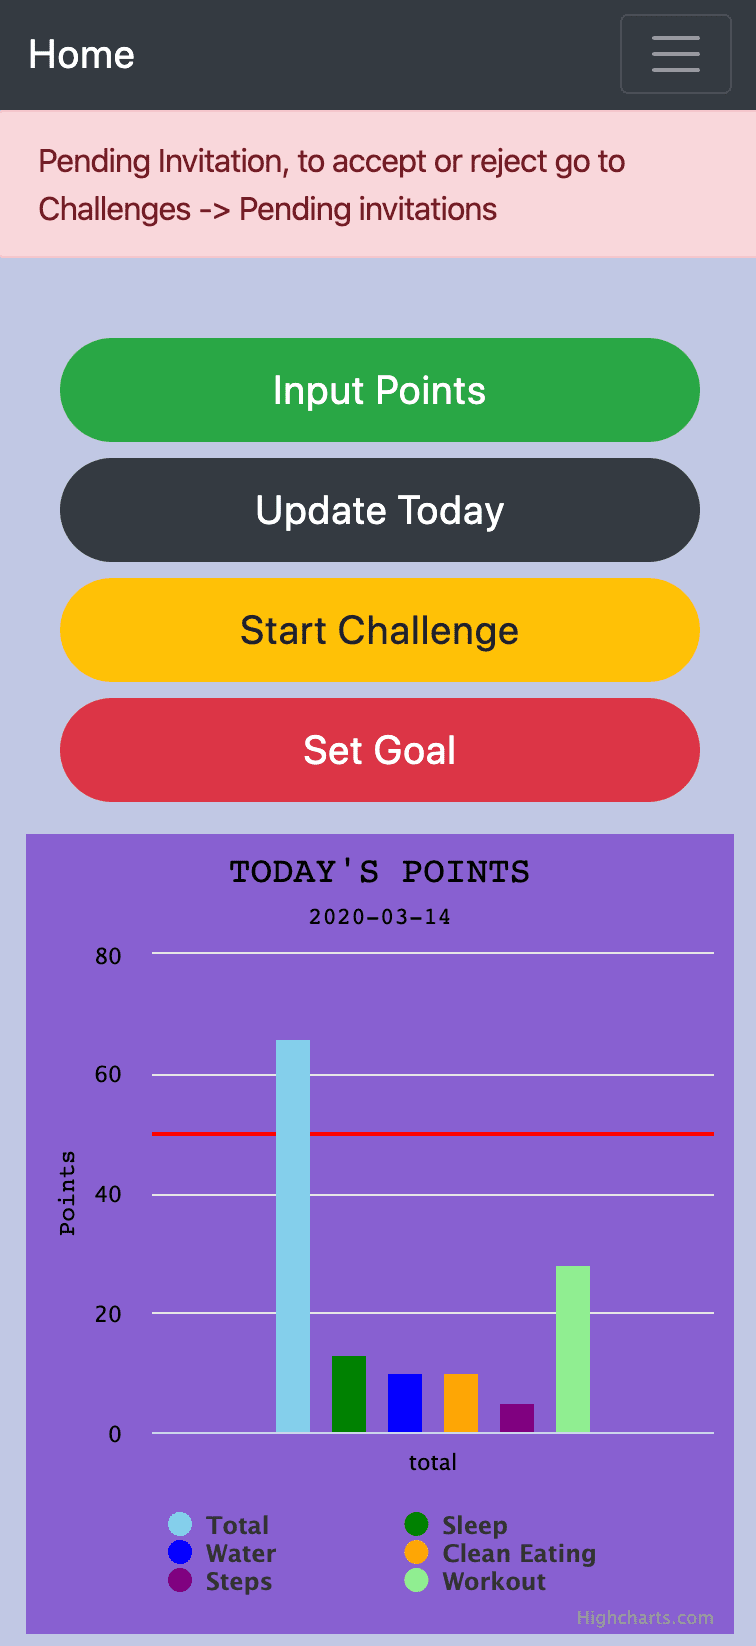 Home
Pending Invitation, to accept or reject go to
Challenges -> Pending invitations
Input Points
Update Today
Start Challenge
Set Goal
TODAY'S POINTS
2020-03-14
80
60
40
20
0
Points
total
Total
Sleep
Water
Clean Eating
Steps
Workout
Highcharts.com